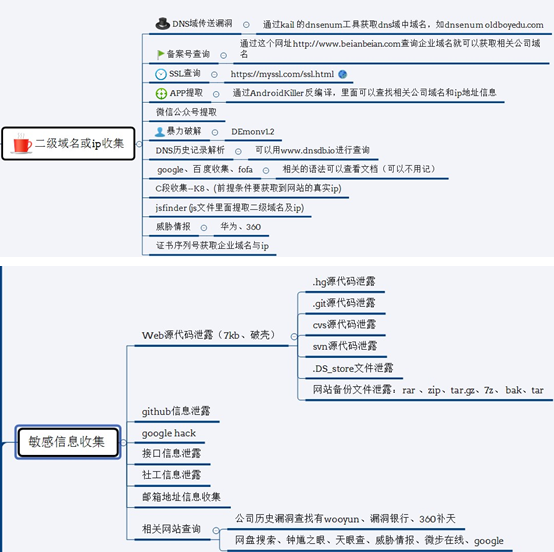 DNS域传送漏洞
通过kail 的dnsenum工具获取dns域中域名，如dnsenum oldboyedu.com
备案号查询
通过这个网址http://www.beianbeian.com查询企业域名就可以获取相关公司域
名
SSL查询
https://myssl.com/ssl.html
APP提取
通过AndroidKiller反编译，里面可以查找相关公司域名和ip地址信息
微信公众号提取
二级域名或ip收集
暴力破解
DEmonv1.2
DNS历史记录解析
可以用www.dnsdb.io进行查询
google、百度收集、fofa
相关的语法可以查看文档（可以不用记）
C段收集--K8、(前提条件要获取到网站的真实ip)
jsfinder (js文件里面提取二级域名及ip)
威胁情报
华为、360
证书序列号获取企业域名与ip
.hg源代码泄露
.git源代码泄露
Web源代码泄露（7kb、破壳）
cvs源代码泄露
svn源代码泄露
.DS_store文件泄露
网站备份文件泄露：rar 、zip、tar.gz、7z、 bak、tar
github信息泄露
google hack
敏感信息收集
接口信息泄露
社工信息泄露
邮箱地址信息收集
相关网站查询
公司历史漏洞查找有wooyun、漏洞银行、360补天
网盘搜索、钟馗之眼、天眼查、威胁情报、微步在线、google